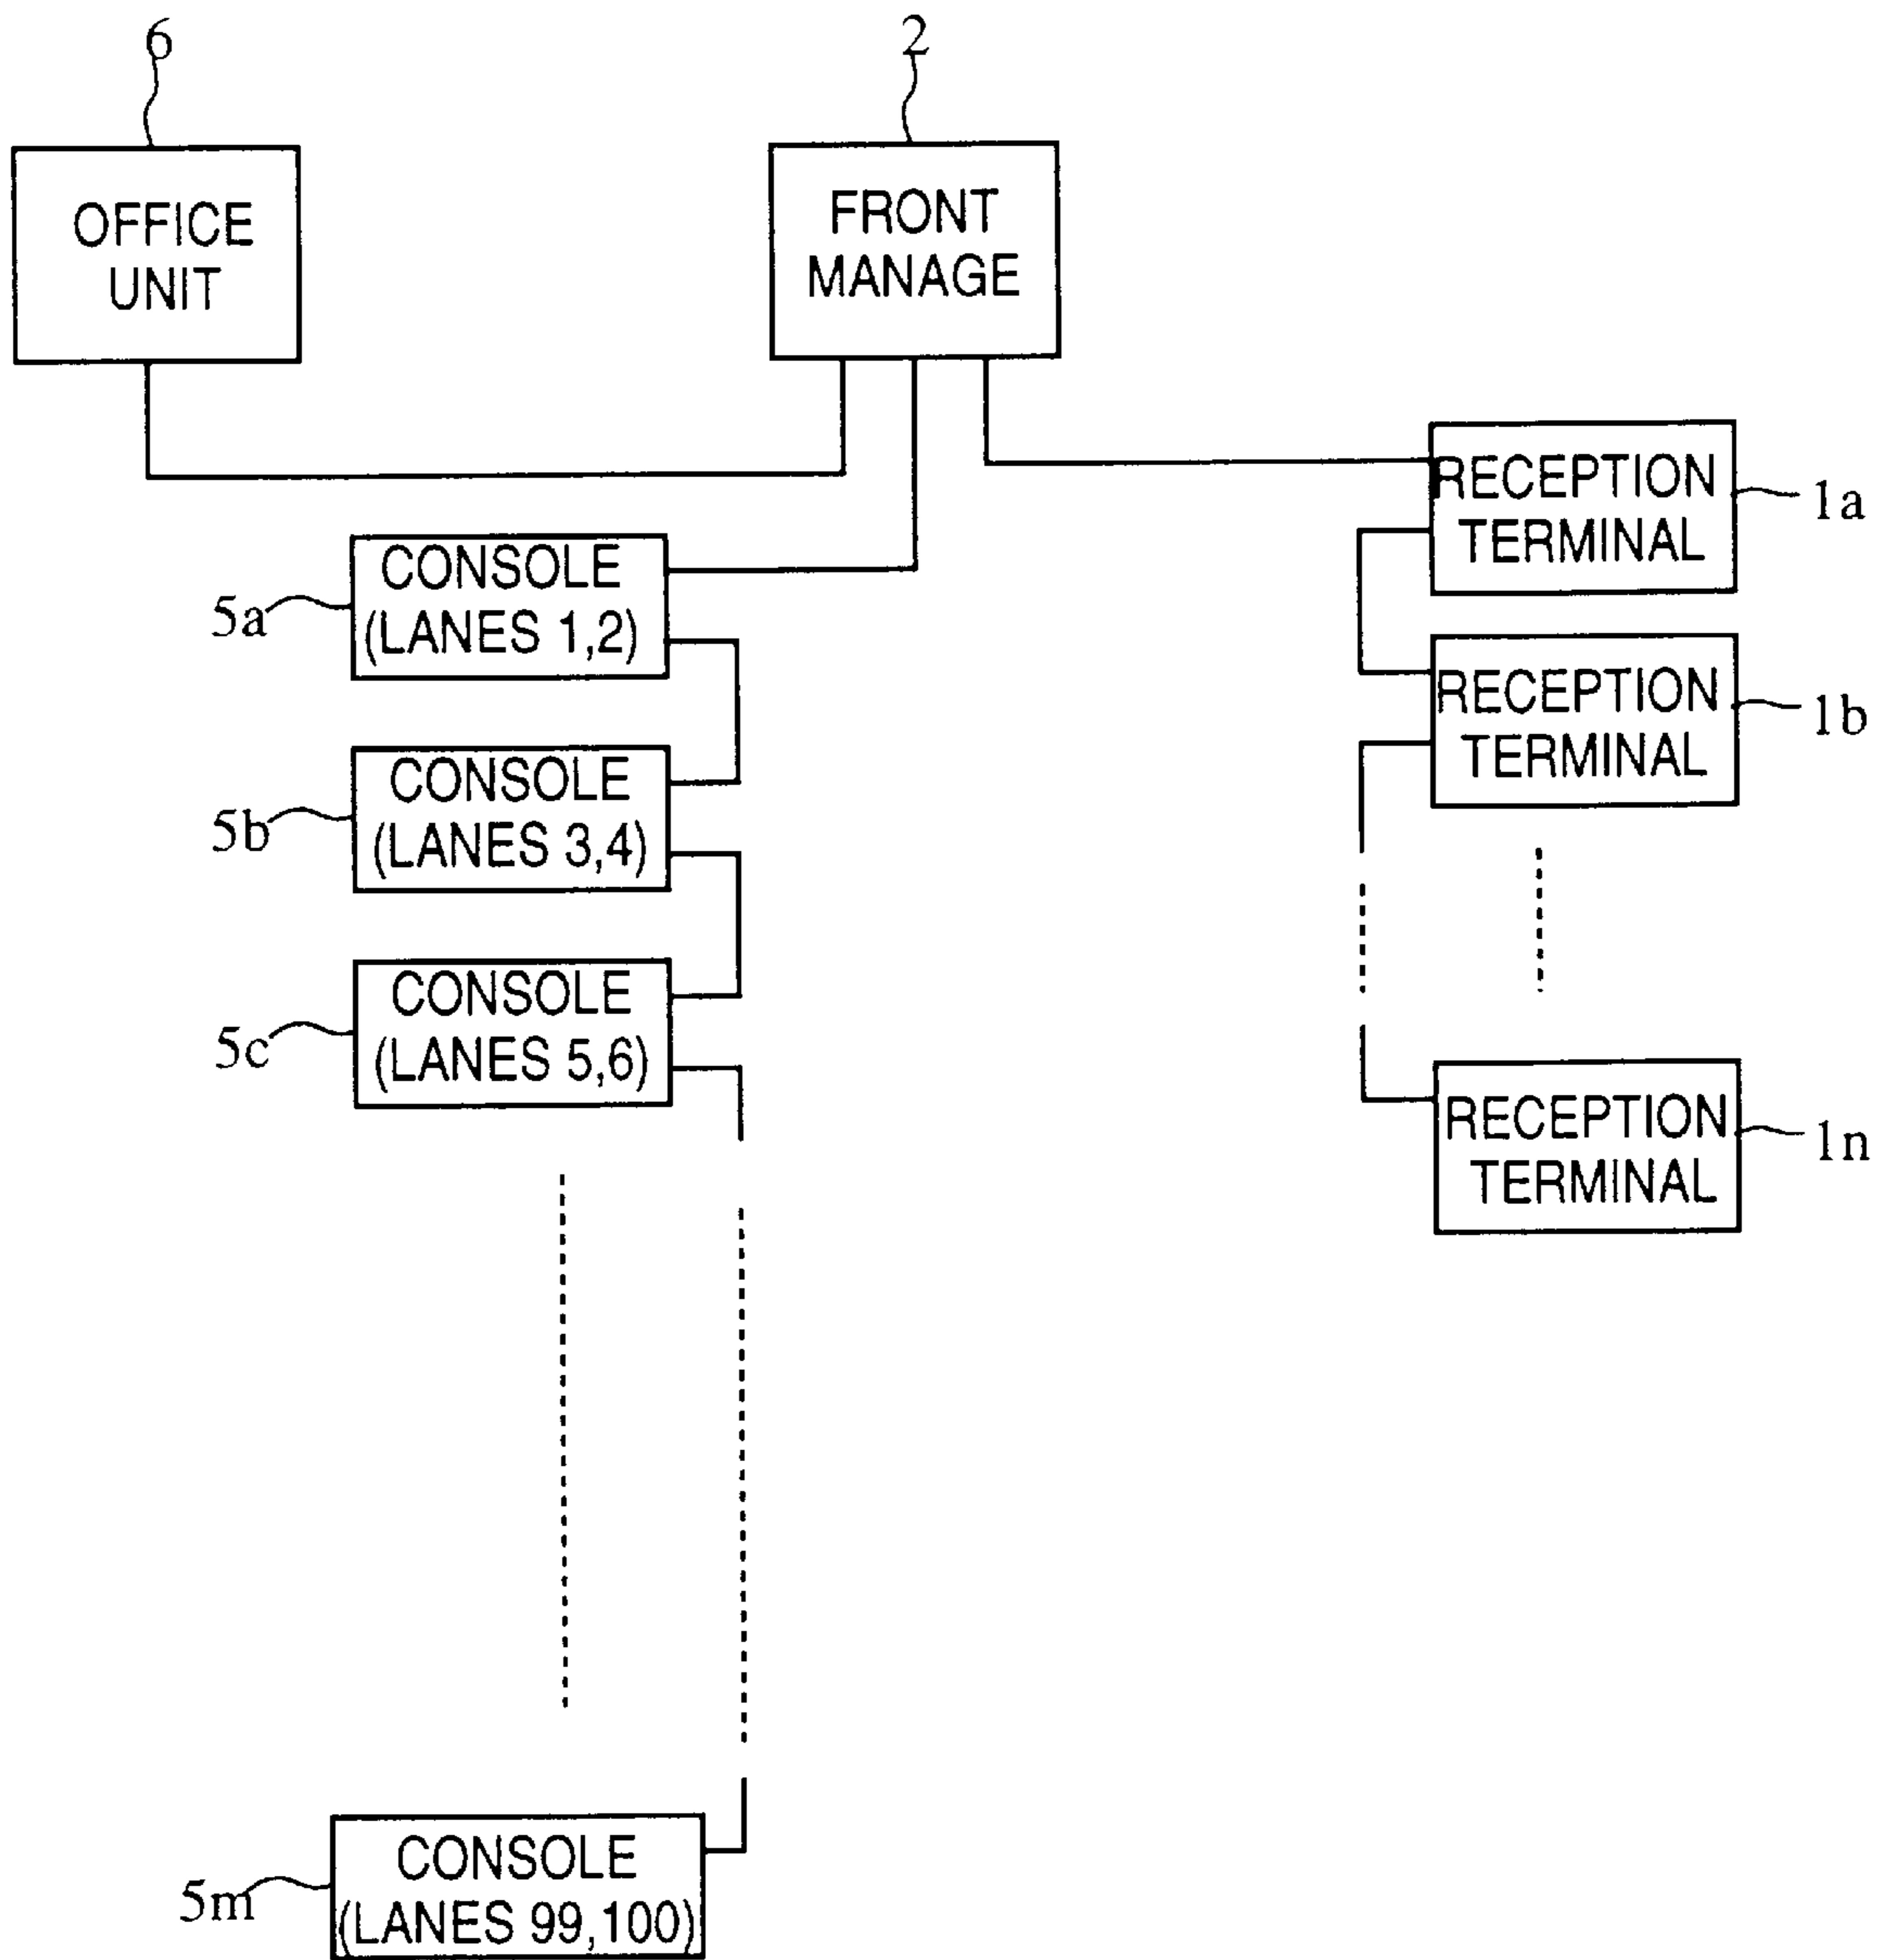 6
2
OFFICE
UNIT
FRONT
MANAGE
RECEPTION
TERMINAL
1a
CONSOLE
(LANES 1,2)
5a
RECEPTION
TERMINAL
1b
CONSOLE
(LANES 3,4)
5b
CONSOLE
(LANES 5,6)
5c
RECEPTION
TERMINAL
1n
CONSOLE
(LANES 99,100)
5m